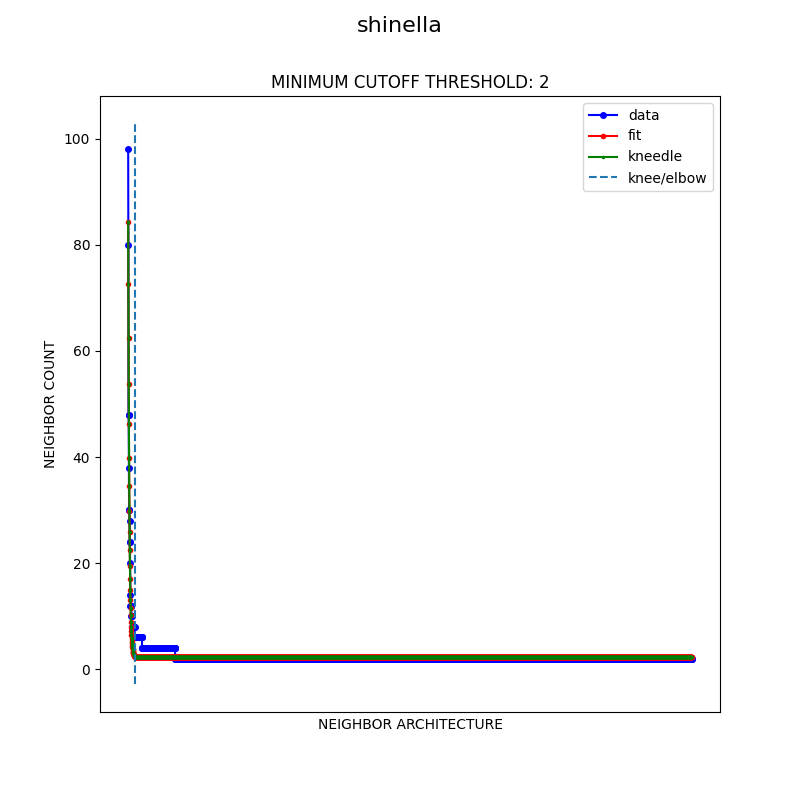 shinella
MINIMUM CUTOFF THRESHOLD: 2
data
fit
kneedle
knee/elbow
100
80
60
40
20
0
NEIGHBOR COUNT
NEIGHBOR ARCHITECTURE